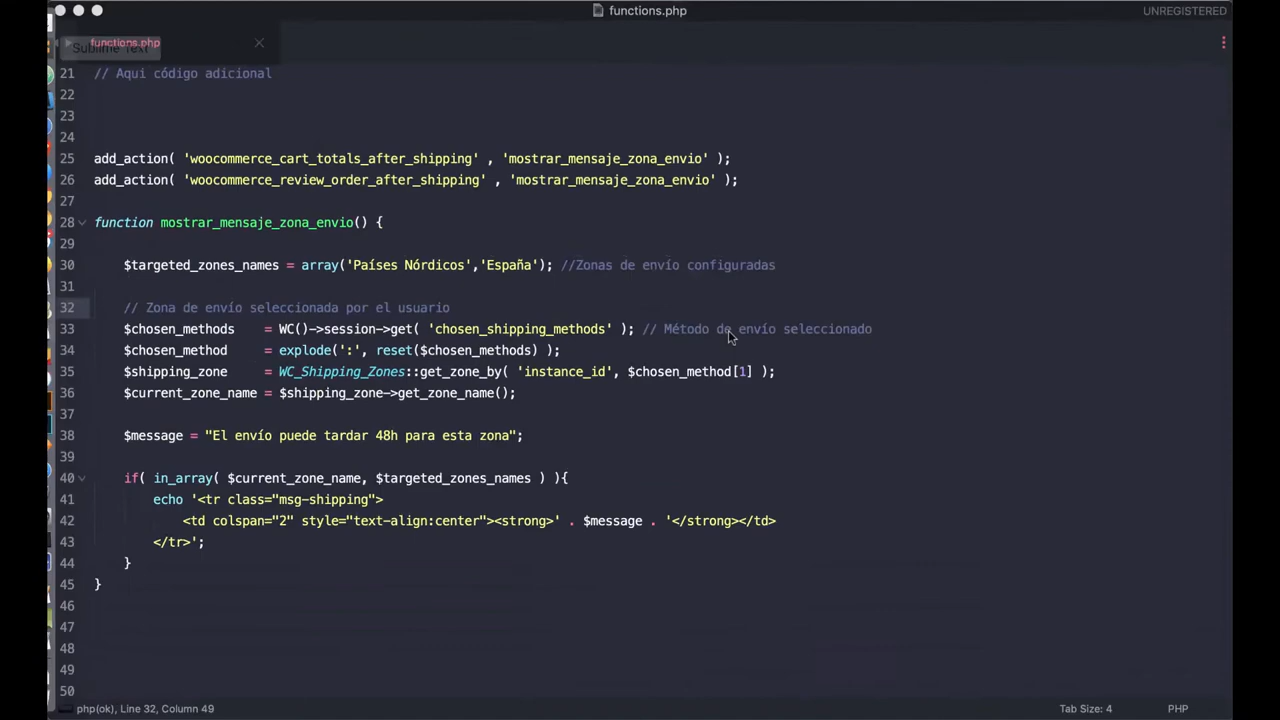 functions.php
UNREGISTERED
functions.php
Sublime Text
21 // Aqui código adicional
22
23
24
25 add_action( 'woocommerce_cart_totals_after_shipping' , 'mostrar_mensaje_zona_envio' );
26 add_action( 'woocommerce_review_order_after_shipping' , 'mostrar_mensaje_zona_envio' );
27
28 function mostrar_mensaje_zona_envio() {
29
30 $targeted_zones_names = array('Países Nórdicos','España'); //Zonas de envío configuradas
31
32 // Zona de envío seleccionada por el usuario
33 $chosen_methods = WC()->session->get( 'chosen_shipping_methods' ); // Método de envío seleccionado
34 $chosen_method = explode(':', reset($chosen_methods) );
35 $shipping_zone = WC_Shipping_Zones::get_zone_by( 'instance_id', $chosen_method[1] );
36 $current_zone_name = $shipping_zone->get_zone_name();
37
38 $message = "El envío puede tardar 48h para esta zona";
39
40 if( in_array( $current_zone_name, $targeted_zones_names ) ){
41 echo '<tr class="msg-shipping">
42 <td colspan="2" style="text-align:center"><strong>' . $message . '</strong></td>
43 </tr>';
44 }
45 }
46
47
48
49
50
php(ok), Line 32, Column 49
Tab Size: 4
PHP